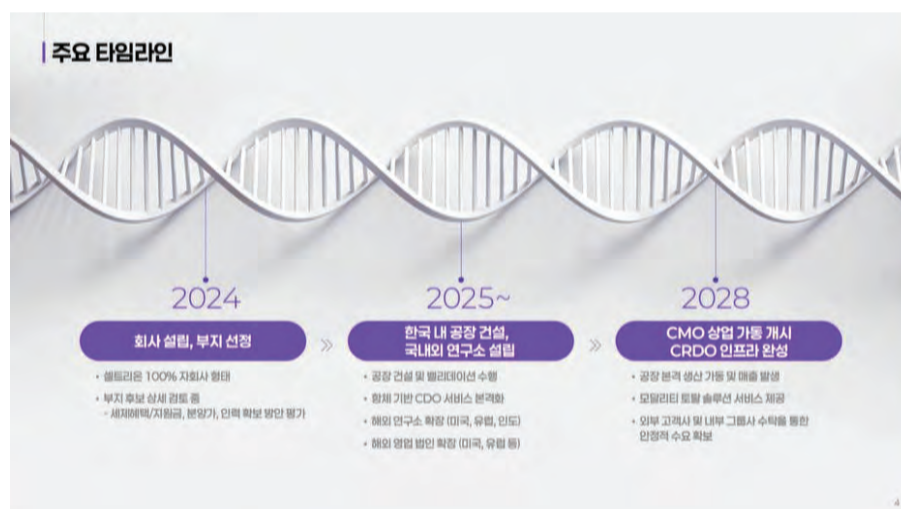 주요 타임라인
2024
회사 설립, 부지 선정
• 셀트리온 100% 자회사 형태
• 부지 후보 상세 검토 중
- 세제혜택/지원금, 분양가, 인력 확보 방안 평가
2025~
한국 내 공장 건설,
국내외 연구소 설립
• 공장 건설 및 밸리데이션 수행
• 항체 기반 CDO 서비스 본격화
• 해외 연구소 확장 (미국, 유럽, 인도)
• 해외 영업 법인 확장 (미국, 유럽 등)
2028
CMO 상업 가동 개시
CRDO 인프라 완성
• 공장 본격 생산 가동 및 매출 발생
• 모달리티 토탈 솔루션 서비스 제공
• 외부 고객사 및 내부 그룹사 수탁을 통한
안정적 수요 확보
4